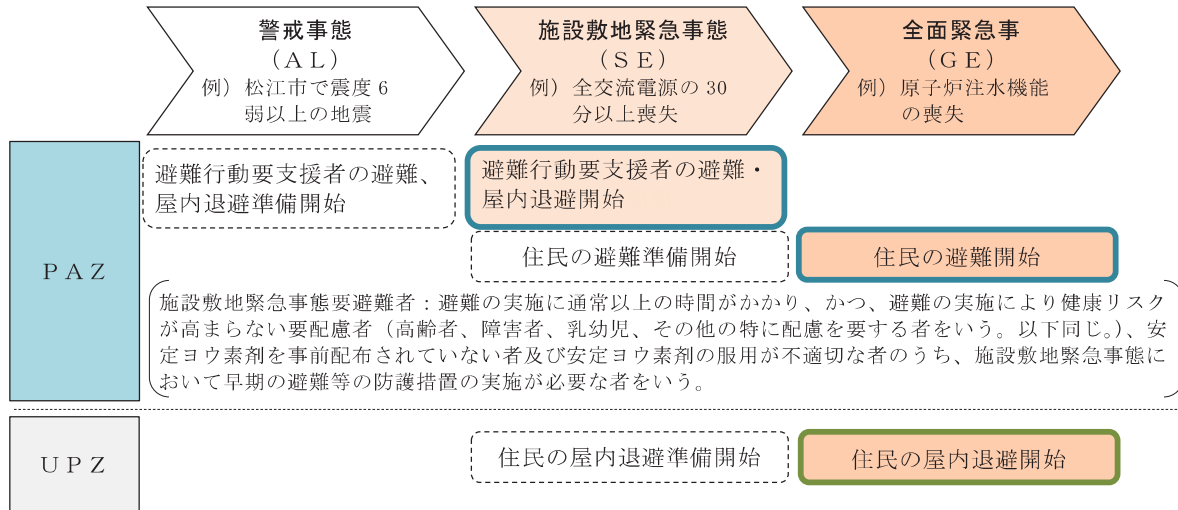 警戒事態
（ＡＬ）
例）松江市で震度６
弱以上の地震
施設敷地緊急事態
（ＳＥ）
例）全交流電源の 30
分以上喪失
全面緊急事
（ＧＥ）
例）原子炉注水機能
の喪失
ＰＡＺ
避難行動要支援者の避難、
屋内退避準備開始
避難行動要支援者の避難・
屋内退避開始
住民の避難準備開始
住民の避難開始
施設敷地緊急事態要避難者：避難の実施に通常以上の時間がかかり、かつ、避難の実施により健康リスク
が高まらない要配慮者（高齢者、障害者、乳幼児、その他の特に配慮を要する者をいう。以下同じ。）、安
定ヨウ素剤を事前配布されていない者及び安定ヨウ素剤の服用が不適切な者のうち、施設敷地緊急事態に
おいて早期の避難等の防護措置の実施が必要な者をいう。
ＵＰＺ
住民の屋内退避準備開始
住民の屋内退避開始